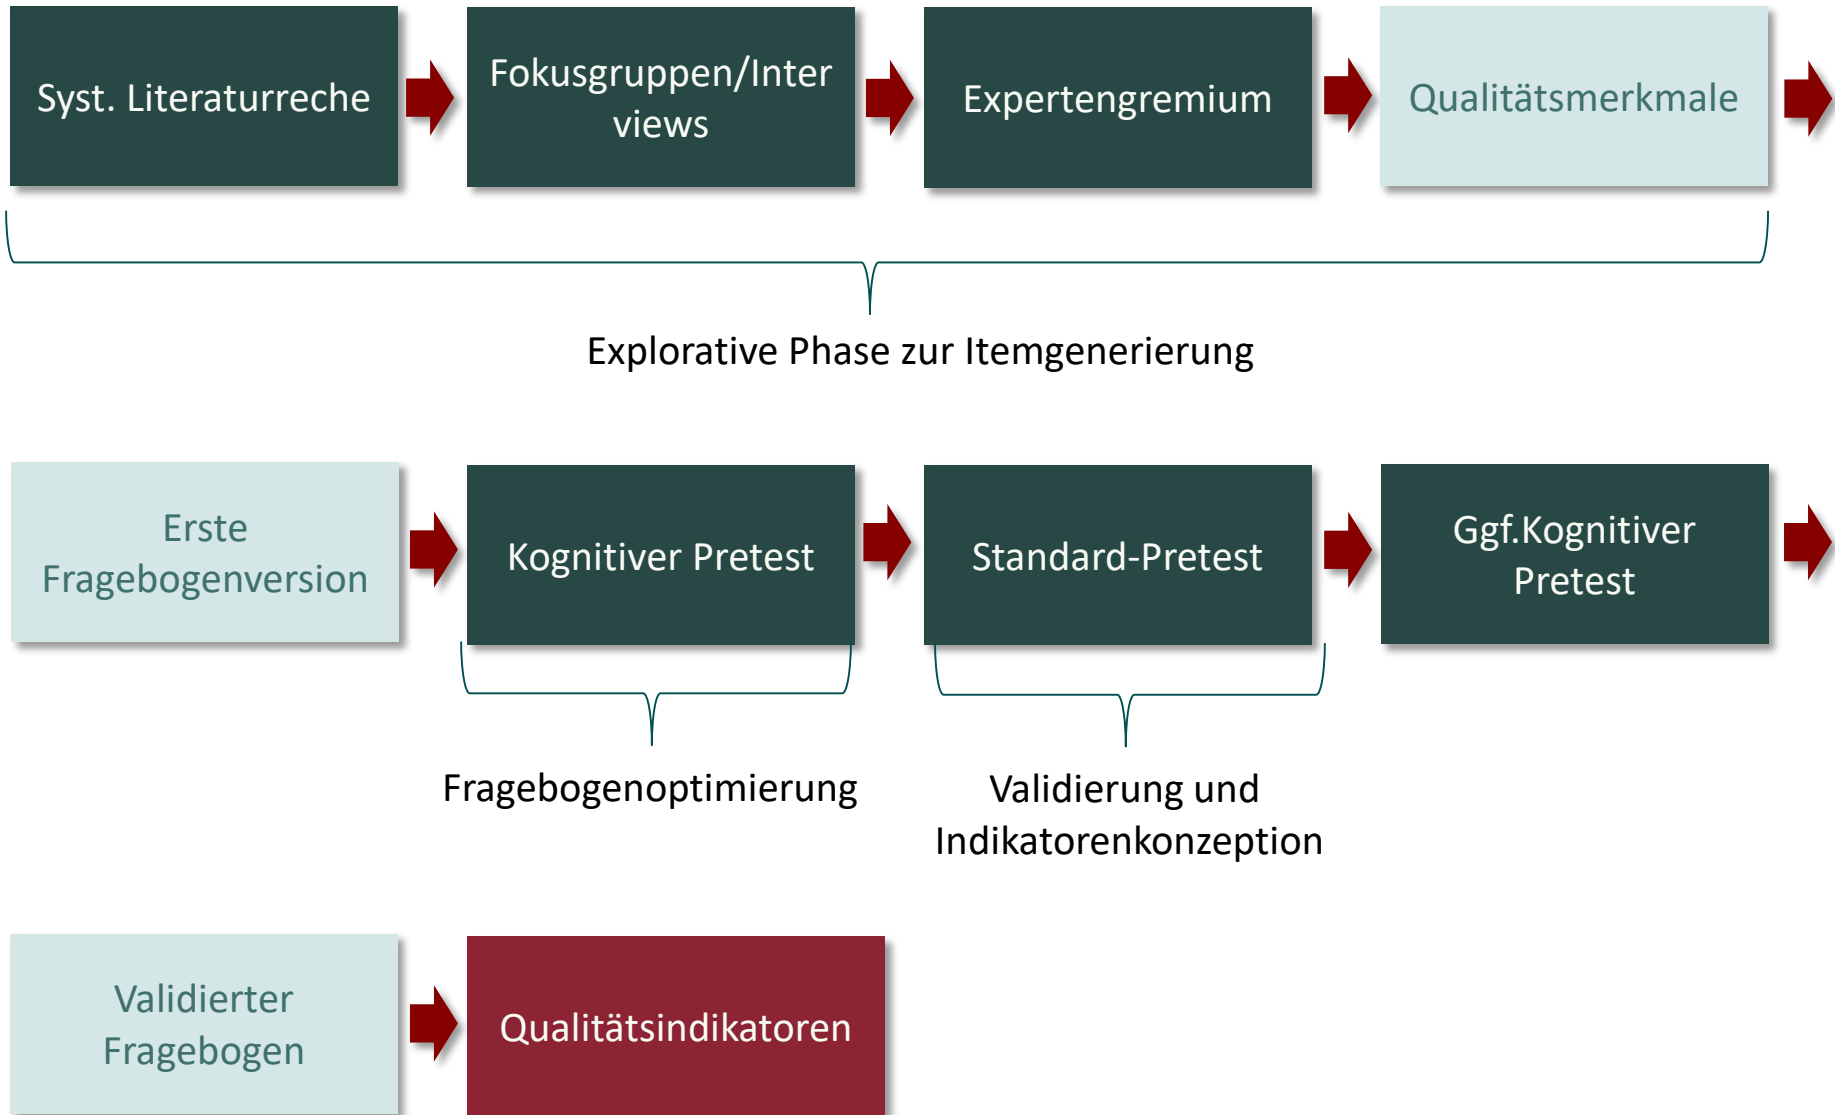 Syst. Literaturreche
Fokusgruppen/Inter
views
Expertengremium
Qualitätsmerkmale
Explorative Phase zur Itemgenerierung
Erste
Fragebogenversion
Kognitiver Pretest
Standard-Pretest
Ggf.Kognitiver
Pretest
Fragebogenoptimierung
Validierung und
Indikatorenkonzeption
Validierter
Fragebogen
Qualitätsindikatoren